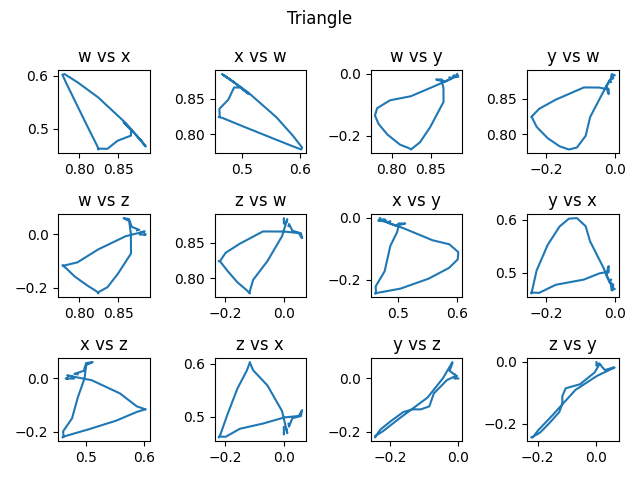 Triangle
w vs x
x vs w
w vs y
y vs w
0.6
0.5
0.80 0.85
0.85
0.80
0.5 0.6
0.0
−0.2
0.80 0.85
0.85
0.80
−0.2 0.0
w vs z
z vs w
x vs y
y vs x
0.0
−0.2
0.80 0.85
0.85
0.80
−0.2 0.0
0.0
−0.2
0.5 0.6
0.6
0.5
−0.2 0.0
x vs z
z vs x
y vs z
z vs y
0.0
−0.2
0.5 0.6
0.6
0.5
−0.2 0.0
0.0
−0.2
−0.2 0.0
0.0
−0.2
−0.2 0.0